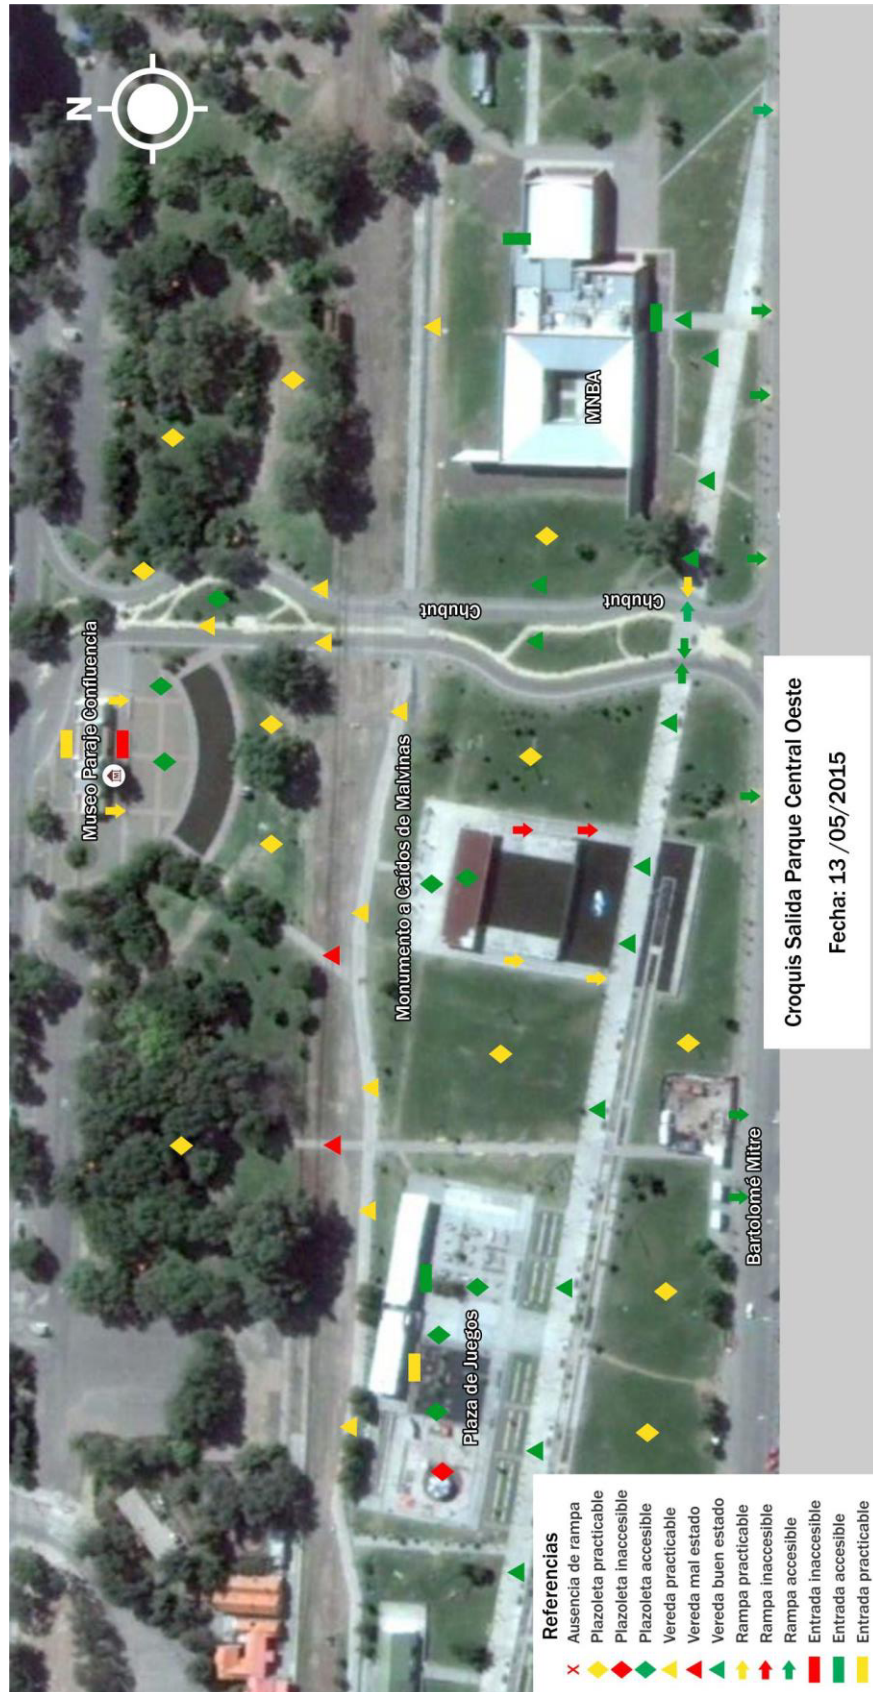 N
Museo Paraje Confluencia
Chubut
Chubut
MNBA
Monumento a Caídos de Malvinas
Plaza de Juegos
Bartolomé Mitre
Croquis Salida Parque Central Oeste
Fecha: 13 /05/2015
Referencias
X Ausencia de rampa
Plazoleta practicable
Plazoleta inaccesible
Plazoleta accesible
Vereda practicable
Vereda mal estado
Vereda buen estado
Rampa practicable
Rampa inaccesible
Rampa accesible
Entrada inaccesible
Entrada accesible
Entrada practicable